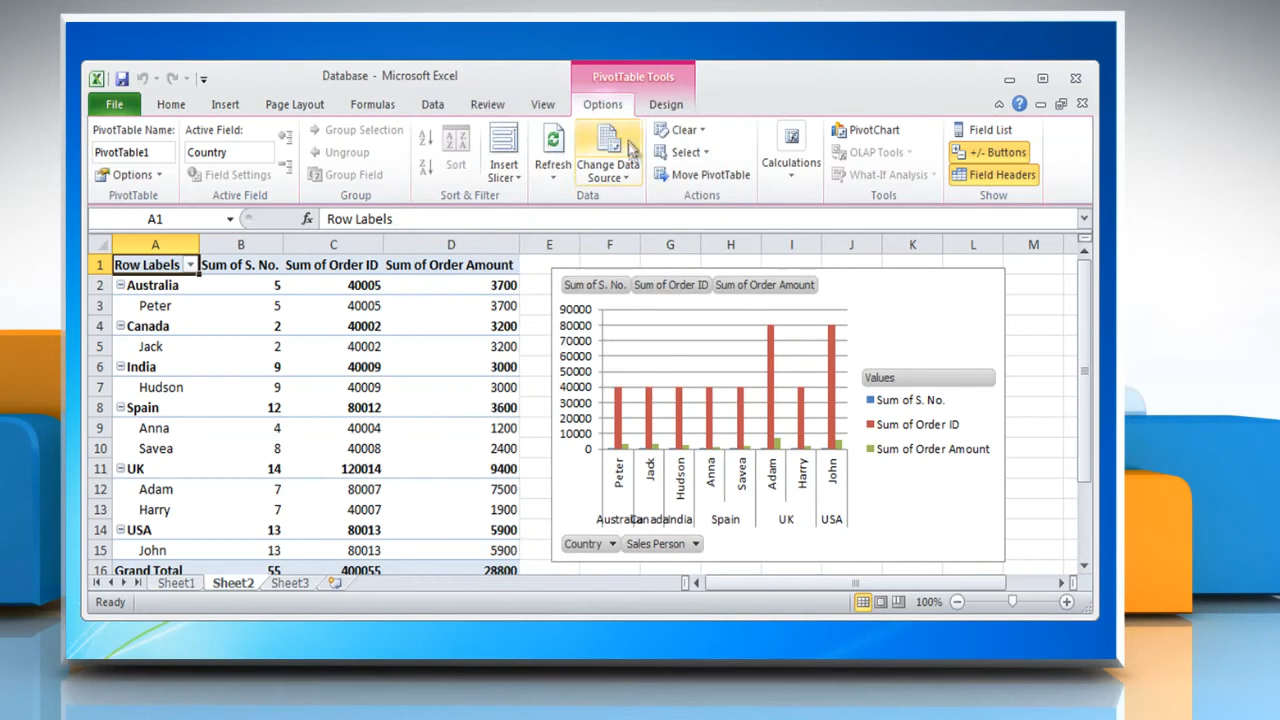 Database - Microsoft Excel
PivotTable Tools
File Home Insert Page Layout Formulas Data Review View Options Design
PivotTable Name:
PivotTable1
Options
PivotTable
Active Field:
Country
Field Settings
Active Field
Group Selection
Ungroup
Group Field
Group
Sort
Insert
Slicer
Sort & Filter
Refresh
Change Data
Source
Data
Clear
Select
Move PivotTable
Actions
Calculations
PivotChart
OLAP Tools
What-If Analysis
Tools
Field List
+/- Buttons
Field Headers
Show
A1 fx Row Labels
A B C D E F G H I J K L M
1 Row Labels Sum of S. No. Sum of Order ID Sum of Order Amount
2 Australia 5 40005 3700
3 Peter 5 40005 3700
4 Canada 2 40002 3200
5 Jack 2 40002 3200
6 India 9 40009 3000
7 Hudson 9 40009 3000
8 Spain 12 80012 3600
9 Anna 4 40004 1200
10 Savea 8 40008 2400
11 UK 14 120014 9400
12 Adam 7 80007 7500
13 Harry 7 40007 1900
14 USA 13 80013 5900
15 John 13 80013 5900
16 Grand Total 55 400055 28800
Sum of S. No. Sum of Order ID Sum of Order Amount
90000
80000
70000
60000
50000
40000
30000
20000
10000
0
Peter Jack Hudson Anna Savea Adam Harry John
Australia Canada India Spain UK USA
Values
Sum of S. No.
Sum of Order ID
Sum of Order Amount
Country Sales Person
Sheet1 Sheet2 Sheet3
Ready 100%